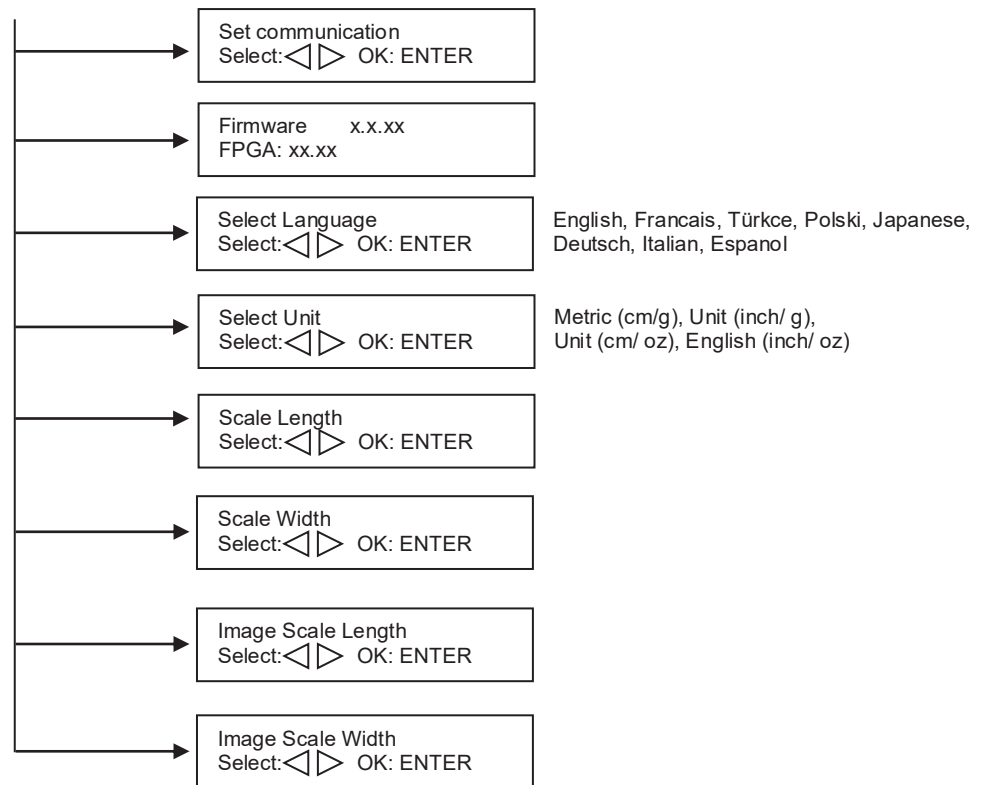 Set communication
Select:◁ ▷ OK: ENTER
Firmware x.x.xx
FPGA: xx.xx
Select Language
Select:◁ ▷ OK: ENTER
English, Francais, Türkce, Polski, Japanese,
Deutsch, Italian, Espanol
Select Unit
Select:◁ ▷ OK: ENTER
Metric (cm/g), Unit (inch/ g),
Unit (cm/ oz), English (inch/ oz)
Scale Length
Select:◁ ▷ OK: ENTER
Scale Width
Select:◁ ▷ OK: ENTER
Image Scale Length
Select:◁ ▷ OK: ENTER
Image Scale Width
Select:◁ ▷ OK: ENTER